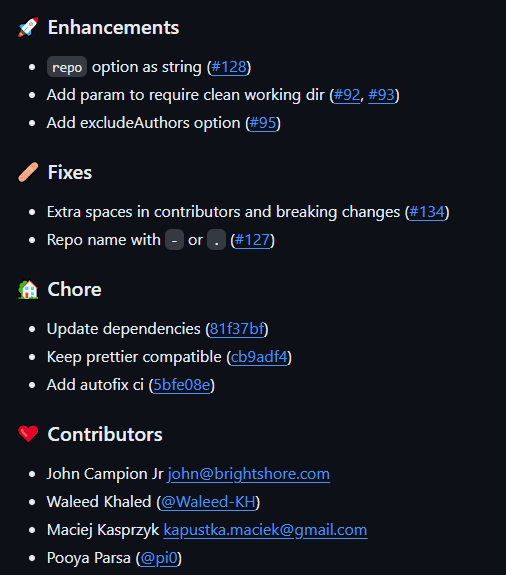 🚀 Enhancements
• repo option as string (#128)
• Add param to require clean working dir (#92, #93)
• Add excludeAuthors option (#95)
🩹 Fixes
• Extra spaces in contributors and breaking changes (#134)
• Repo name with - or . (#127)
🏡 Chore
• Update dependencies (81f37bf)
• Keep prettier compatible (cb9adf4)
• Add autofix ci (5bfe08e)
❤️ Contributors
• John Campion Jr john@brightshore.com
• Waleed Khaled (@Waleed-KH)
• Maciej Kasprzyk kapustka.maciek@gmail.com
• Pooya Parsa (@pi0)